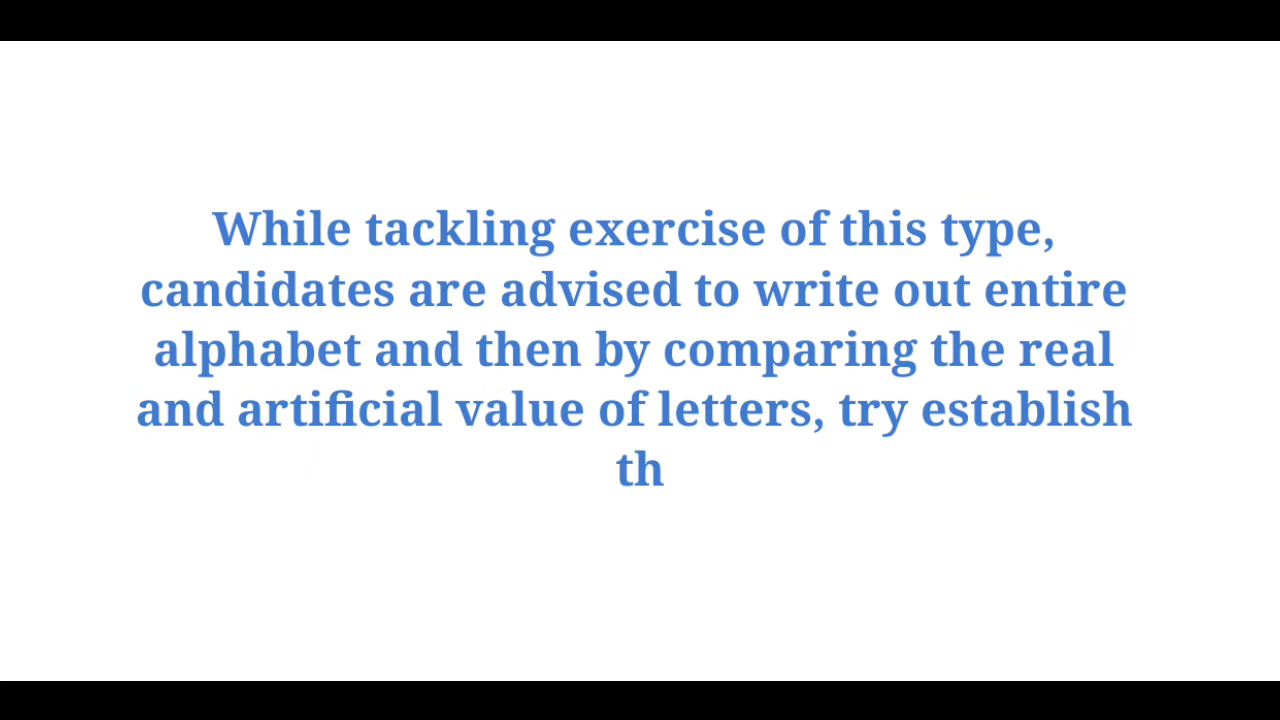 While tackling exercise of this type,
candidates are advised to write out entire
alphabet and then by comparing the real
and artificial value of letters, try establish
th